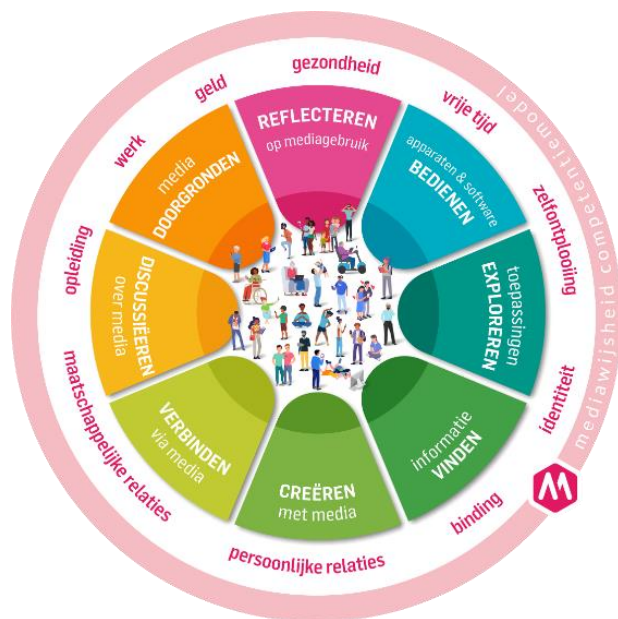 mediawijsheid competentiemodel
gezondheid
vrije tijd
zelfontplooiing
identiteit
binding
persoonlijke relaties
maatschappelijke relaties
opleiding
werk
geld
REFLECTEREN
op mediagebruik
apparaten & software
BEDIENEN
toepassingen
EXPLOREREN
informatie
VINDEN
CREËREN
met media
VERBINDEN
via media
DISCUSSIËEREN
over media
media
DOORGRONDEN
M